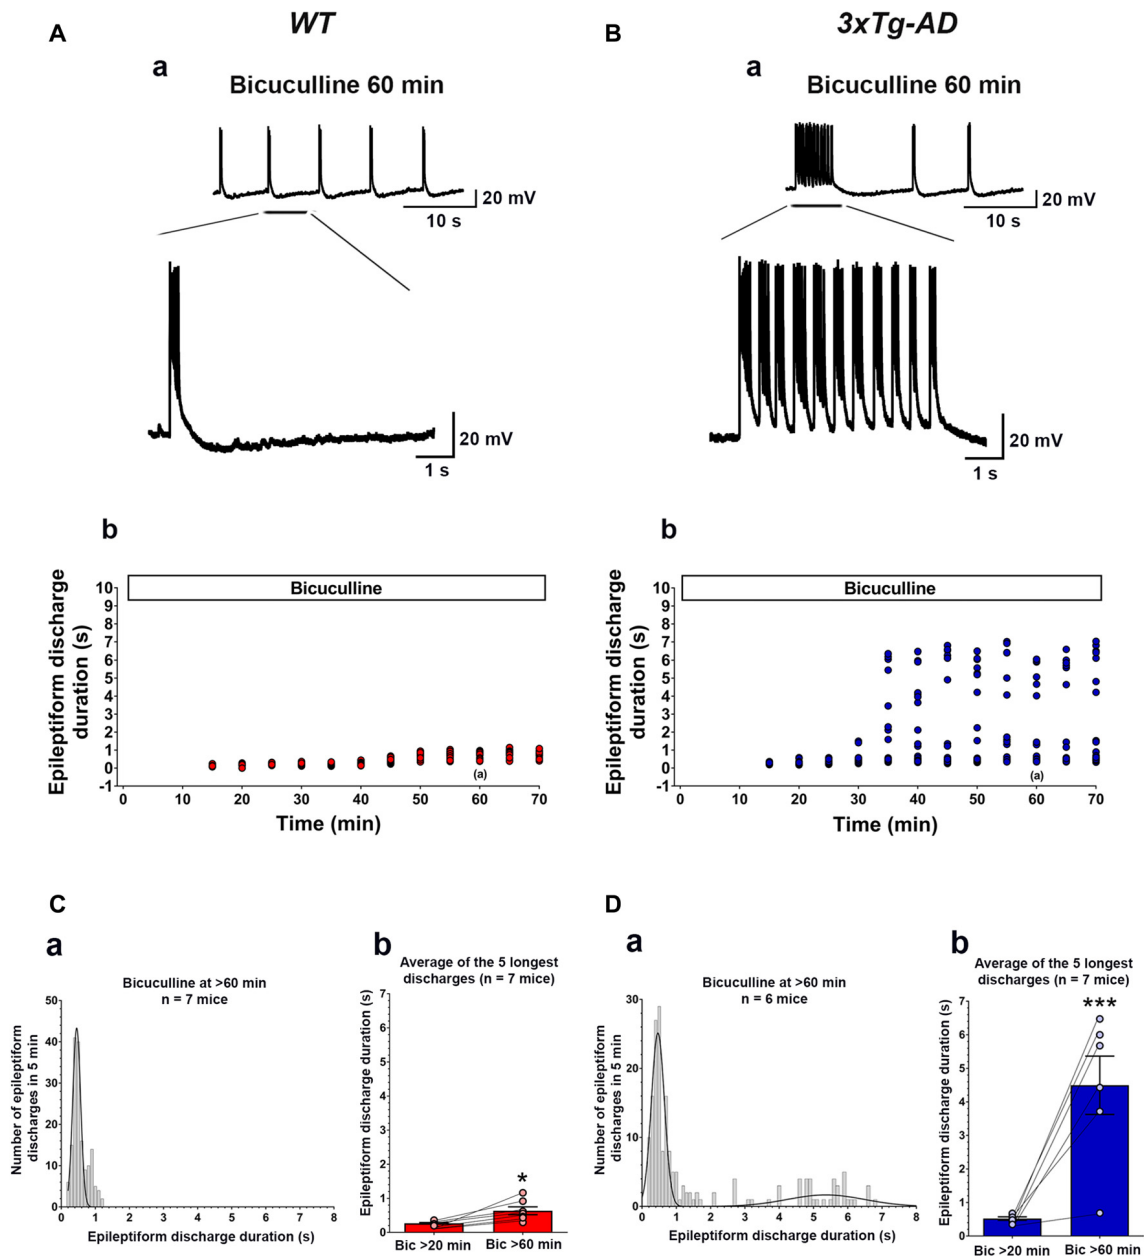 A
WT
a
Bicuculline 60 min
20 mV
10 s
20 mV
1 s
B
3xTg-AD
a
Bicuculline 60 min
20 mV
10 s
20 mV
1 s
b
Bicuculline
Epileptiform discharge
duration (s)
10
9
8
7
6
5
4
3
2
1
0
-1
(a)
0 10 20 30 40 50 60 70
Time (min)
b
Bicuculline
Epileptiform discharge
duration (s)
10
9
8
7
6
5
4
3
2
1
0
-1
(a)
0 10 20 30 40 50 60 70
Time (min)
C
a
Bicuculline at >60 min
n = 7 mice
Number of epileptiform
discharges in 5 min
50
40
30
20
10
0
0 1 2 3 4 5 6 7 8
Epileptiform discharge duration (s)
b
Average of the 5 longest
discharges (n = 7 mice)
Epileptiform discharge duration (s)
7
6
5
4
3
2
1
0
*
Bic >20 min Bic >60 min
D
a
Bicuculline at >60 min
n = 6 mice
Number of epileptiform
discharges in 5 min
30
20
10
0
0 1 2 3 4 5 6 7 8
Epileptiform discharge duration (s)
b
Average of the 5 longest
discharges (n = 7 mice)
Epileptiform discharge duration (s)
7
6
5
4
3
2
1
0
***
Bic >20 min Bic >60 min